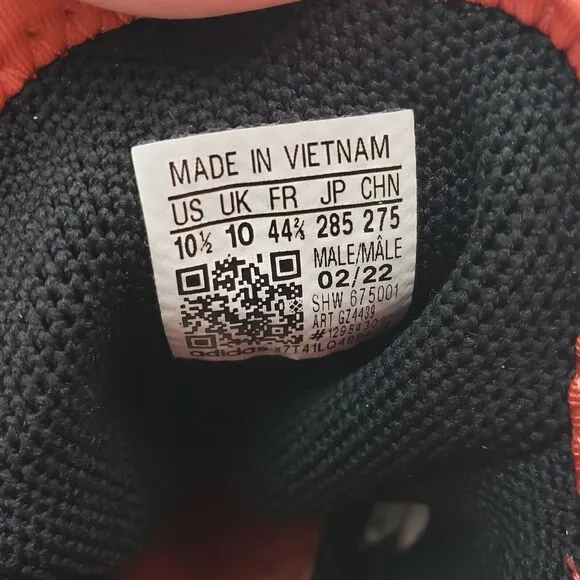 MADE IN VIETNAM
US UK FR JP CHN
10½ 10 44⅔ 285 275
MALE/MÂLE
02/22
SHW 675001
ART GZ4439
adidas